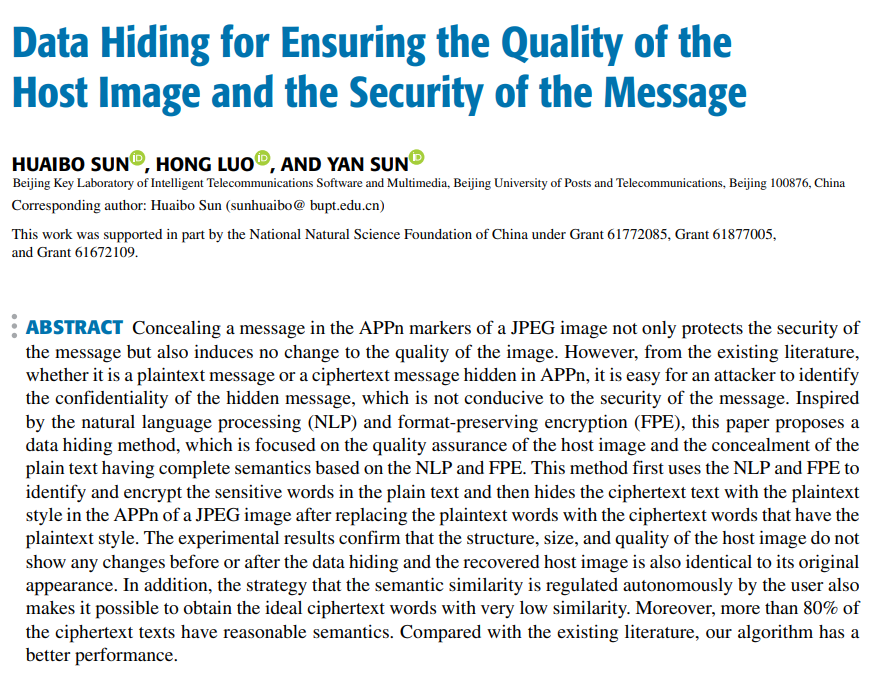 Data Hiding for Ensuring the Quality of the
Host Image and the Security of the Message
HUAIBO SUN, HONG LUO, AND YAN SUN
Beijing Key Laboratory of Intelligent Telecommunications Software and Multimedia, Beijing University of Posts and Telecommunications, Beijing 100876, China
Corresponding author: Huaibo Sun (sunhuaibo@ bupt.edu.cn)
This work was supported in part by the National Natural Science Foundation of China under Grant 61772085, Grant 61877005,
and Grant 61672109.
ABSTRACT Concealing a message in the APPn markers of a JPEG image not only protects the security of
the message but also induces no change to the quality of the image. However, from the existing literature,
whether it is a plaintext message or a ciphertext message hidden in APPn, it is easy for an attacker to identify
the confidentiality of the hidden message, which is not conducive to the security of the message. Inspired
by the natural language processing (NLP) and format-preserving encryption (FPE), this paper proposes a
data hiding method, which is focused on the quality assurance of the host image and the concealment of the
plain text having complete semantics based on the NLP and FPE. This method first uses the NLP and FPE to
identify and encrypt the sensitive words in the plain text and then hides the ciphertext text with the plaintext
style in the APPn of a JPEG image after replacing the plaintext words with the ciphertext words that have the
plaintext style. The experimental results confirm that the structure, size, and quality of the host image do not
show any changes before or after the data hiding and the recovered host image is also identical to its original
appearance. In addition, the strategy that the semantic similarity is regulated autonomously by the user also
makes it possible to obtain the ideal ciphertext words with very low similarity. Moreover, more than 80% of
the ciphertext texts have reasonable semantics. Compared with the existing literature, our algorithm has a
better performance.